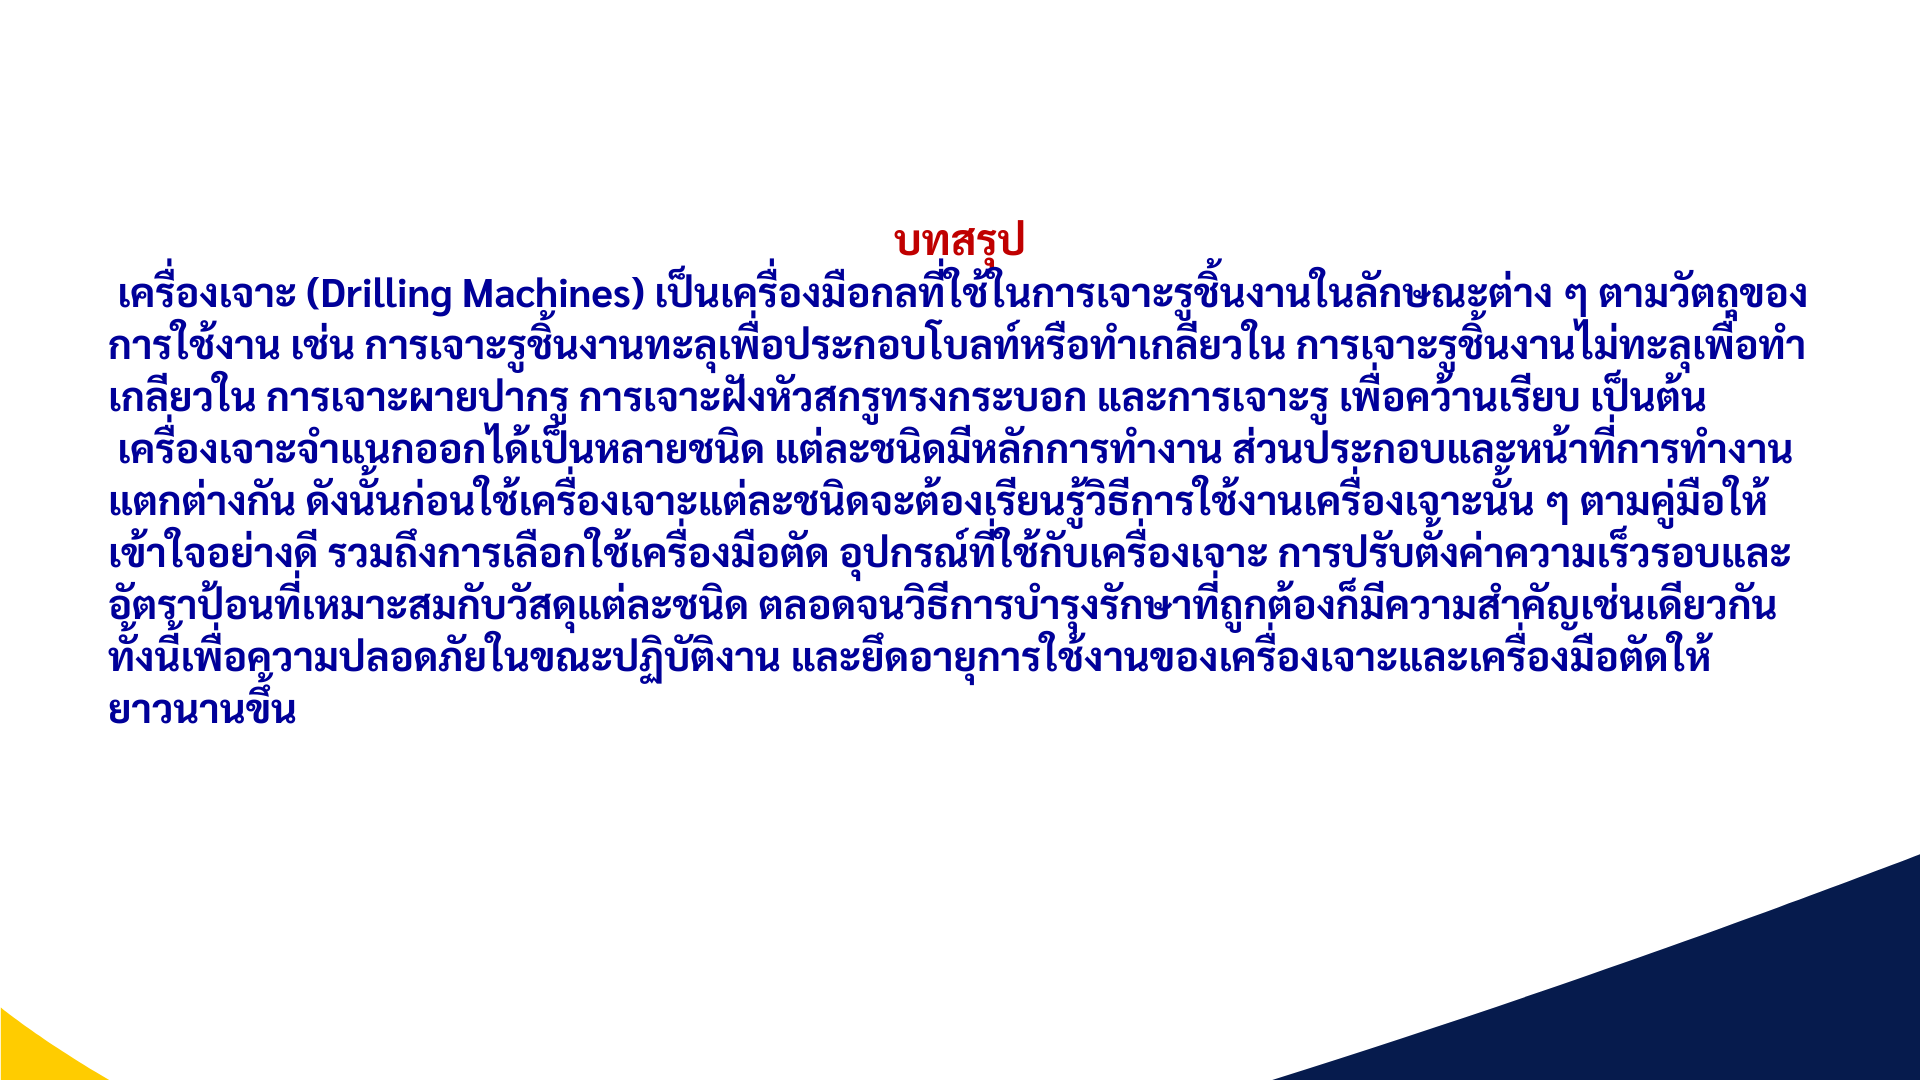 บทสรุป
เครื่องเจาะ (Drilling Machines) เป็นเครื่องมือกลที่ใช้ในการเจาะรูชิ้นงานในลักษณะต่าง ๆ ตามวัตถุของ
การใช้งาน เช่น การเจาะรูชิ้นงานทะลุเพื่อประกอบโบลท์หรือทำเกลียวใน การเจาะรูชิ้นงานไม่ทะลุเพื่อทำ
เกลียวใน การเจาะผายปากรู การเจาะฝังหัวสกรูทรงกระบอก และการเจาะรู เพื่อคว้านเรียบ เป็นต้น
เครื่องเจาะจำแนกออกได้เป็นหลายชนิด แต่ละชนิดมีหลักการทำงาน ส่วนประกอบและหน้าที่การทำงาน
แตกต่างกัน ดังนั้นก่อนใช้เครื่องเจาะแต่ละชนิดจะต้องเรียนรู้วิธีการใช้งานเครื่องเจาะนั้น ๆ ตามคู่มือให้
เข้าใจอย่างดี รวมถึงการเลือกใช้เครื่องมือตัด อุปกรณ์ที่ใช้กับเครื่องเจาะ การปรับตั้งค่าความเร็วรอบและ
อัตราป้อนที่เหมาะสมกับวัสดุแต่ละชนิด ตลอดจนวิธีการบำรุงรักษาที่ถูกต้องก็มีความสำคัญเช่นเดียวกัน
ทั้งนี้เพื่อความปลอดภัยในขณะปฏิบัติงาน และยืดอายุการใช้งานของเครื่องเจาะและเครื่องมือตัดให้
ยาวนานขึ้น